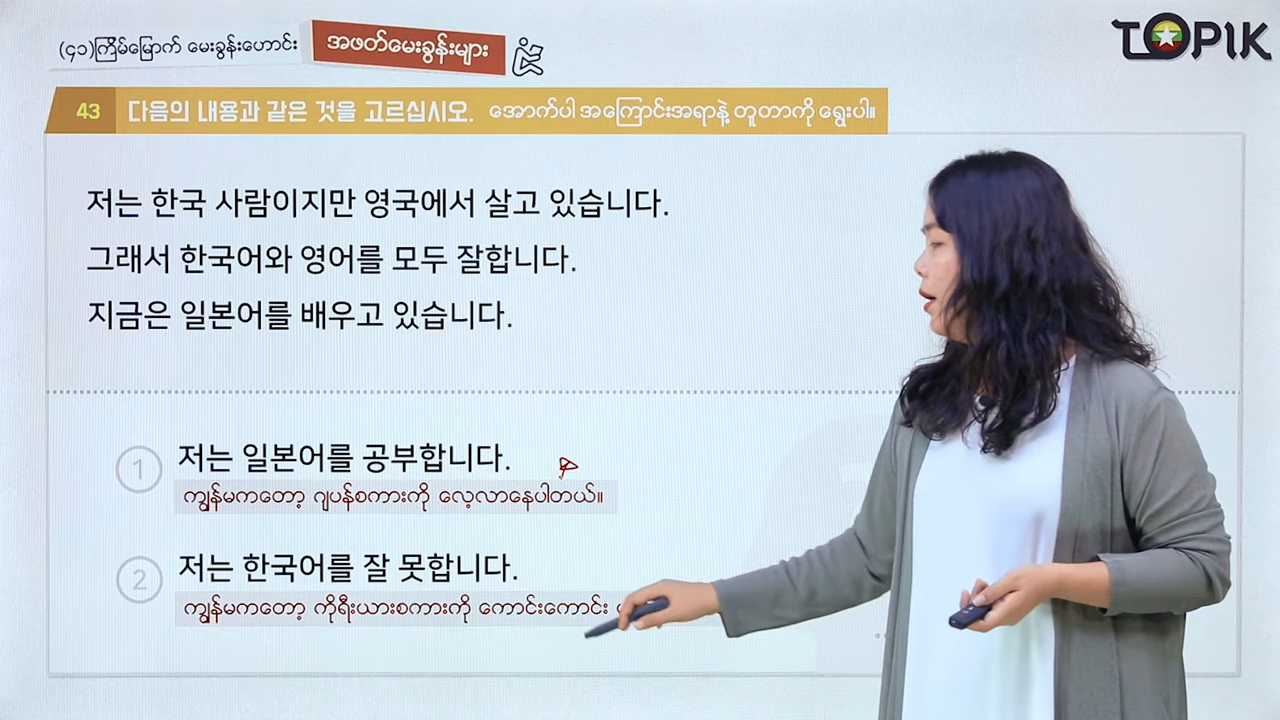 (၄၁)ကြိမ်မြောက် မေးခွန်းဟောင်း
အဖတ်မေးခွန်းများ
TOPIK
43 다음의 내용과 같은 것을 고르십시오. အောက်ပါ အကြောင်းအရာနဲ့ တူတာကို ရွေးပါ။
저는 한국 사람이지만 영국에서 살고 있습니다.
그래서 한국어와 영어를 모두 잘합니다.
지금은 일본어를 배우고 있습니다.
1 저는 일본어를 공부합니다.
ကျွန်မကတော့ ဂျပန်စကားကို လေ့လာနေပါတယ်။
2 저는 한국어를 잘 못합니다.
ကျွန်မကတော့ ကိုရီးယားစကားကို ကောင်းကောင်း